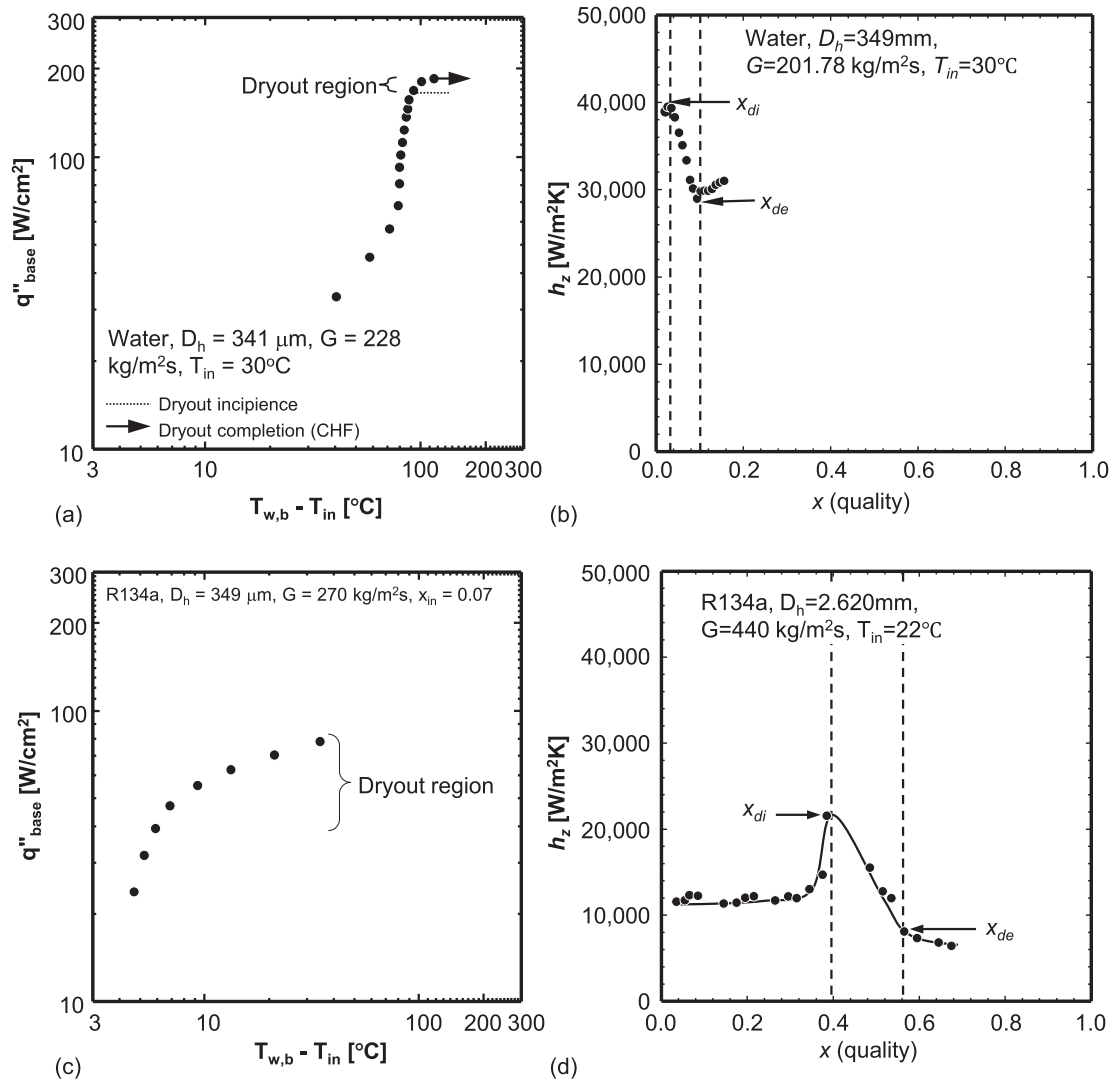 300
200
100
10
q"base [W/cm²]
Dryout region
Water, Dh = 341 μm, G = 228
kg/m²s, Tin = 30°C
Dryout incipience
Dryout completion (CHF)
3 10 100 200 300
Tw,b - Tin [°C]
(a)
50,000
40,000
30,000
20,000
10,000
0
hz [W/m²K]
Water, Dh=349mm,
G=201.78 kg/m²s, Tin=30℃
xdi
xde
0.0 0.2 0.4 0.6 0.8 1.0
x (quality)
(b)
300
200
100
10
q"base [W/cm²]
R134a, Dh = 349 μm, G = 270 kg/m²s, xin = 0.07
Dryout region
3 10 100 200 300
Tw,b - Tin [°C]
(c)
50,000
40,000
30,000
20,000
10,000
0
hz [W/m²K]
R134a, Dh=2.620mm,
G=440 kg/m²s, Tin=22℃
xdi
xde
0.0 0.2 0.4 0.6 0.8 1.0
x (quality)
(d)